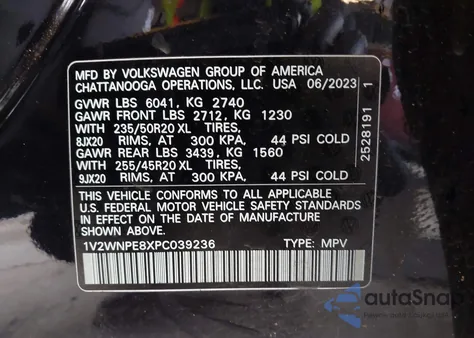 MFD BY VOLKSWAGEN GROUP OF AMERICA
CHATTANOOGA OPERATIONS, LLC. USA 06/2023
GVWR LBS 6041, KG 2740
GAWR FRONT LBS 2712, KG 1230
WITH 235/50R20 XL TIRES,
8JX20 RIMS, AT 300 KPA, 44 PSI COLD
GAWR REAR LBS 3439, KG 1560
WITH 255/45R20 XL TIRES,
9JX20 RIMS, AT 300 KPA, 44 PSI COLD
THIS VEHICLE CONFORMS TO ALL APPLICABLE
U.S. FEDERAL MOTOR VEHICLE SAFETY STANDARDS
IN EFFECT ON THE DATE OF MANUFACTURE
SHOWN ABOVE.
1V2WNPE8XPC039236 TYPE: MPV
2528191 1
autoSnap